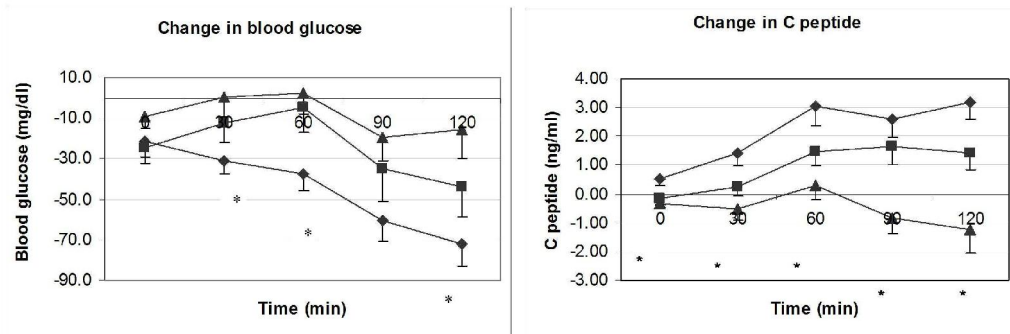 Change in blood glucose
Blood glucose (mg/dl)
10.0
-10.0
-30.0
-50.0
-70.0
-90.0
0 30 60 90 120
*
*
*
Time (min)
Change in C peptide
C peptide (ng/ml)
4.00
3.00
2.00
1.00
0.00
-1.00
-2.00
-3.00
0 30 60 90 120
* * *
* *
Time (min)